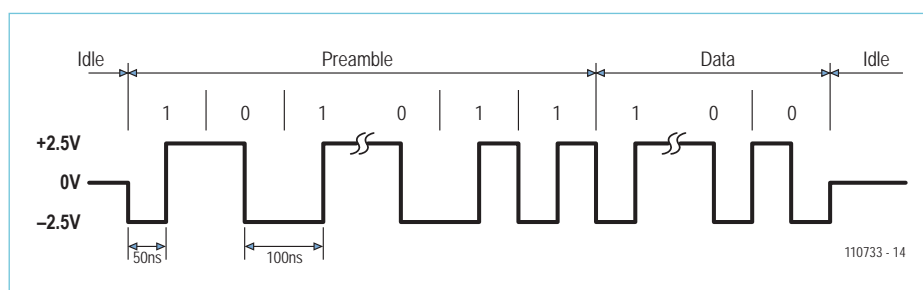 Idle Preamble Data Idle
1 0 1 0 1 1 1 0 0
+2.5V
0V
–2.5V
50ns 100ns
110733 - 14